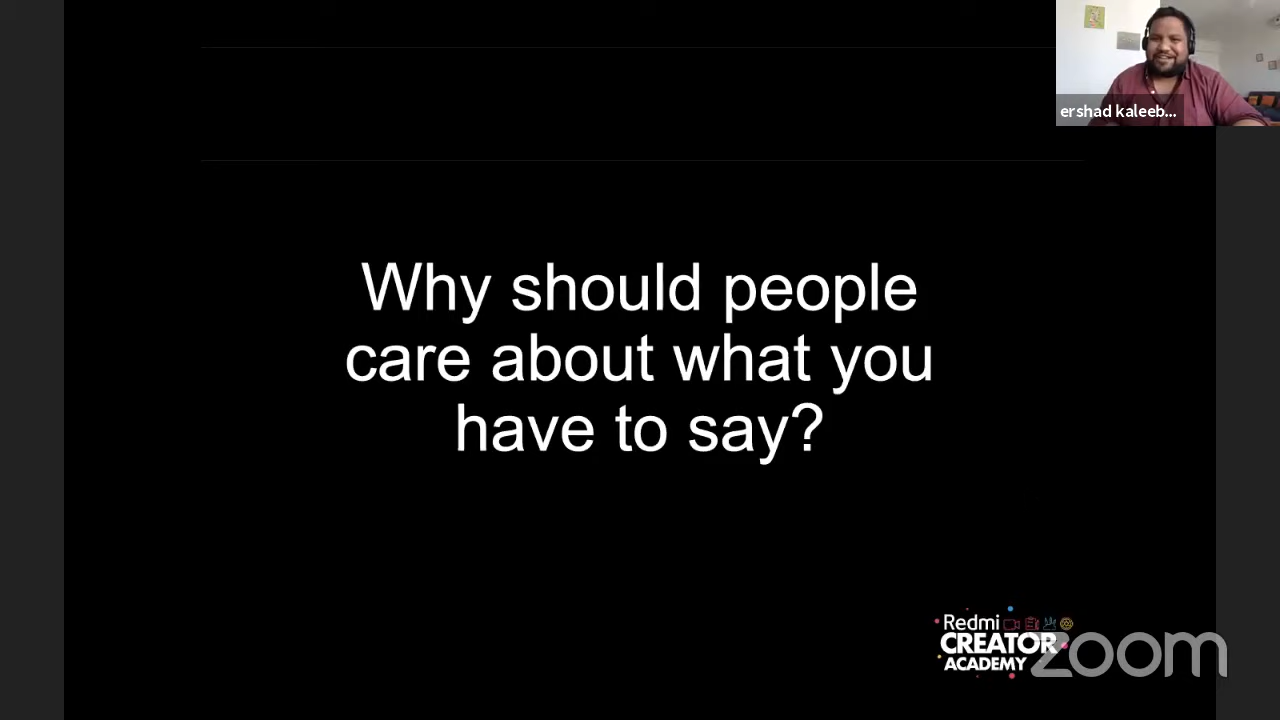 ershad kaleeb...
Why should people
care about what you
have to say?
Redmi
CREATOR
ACADEMY
zoom